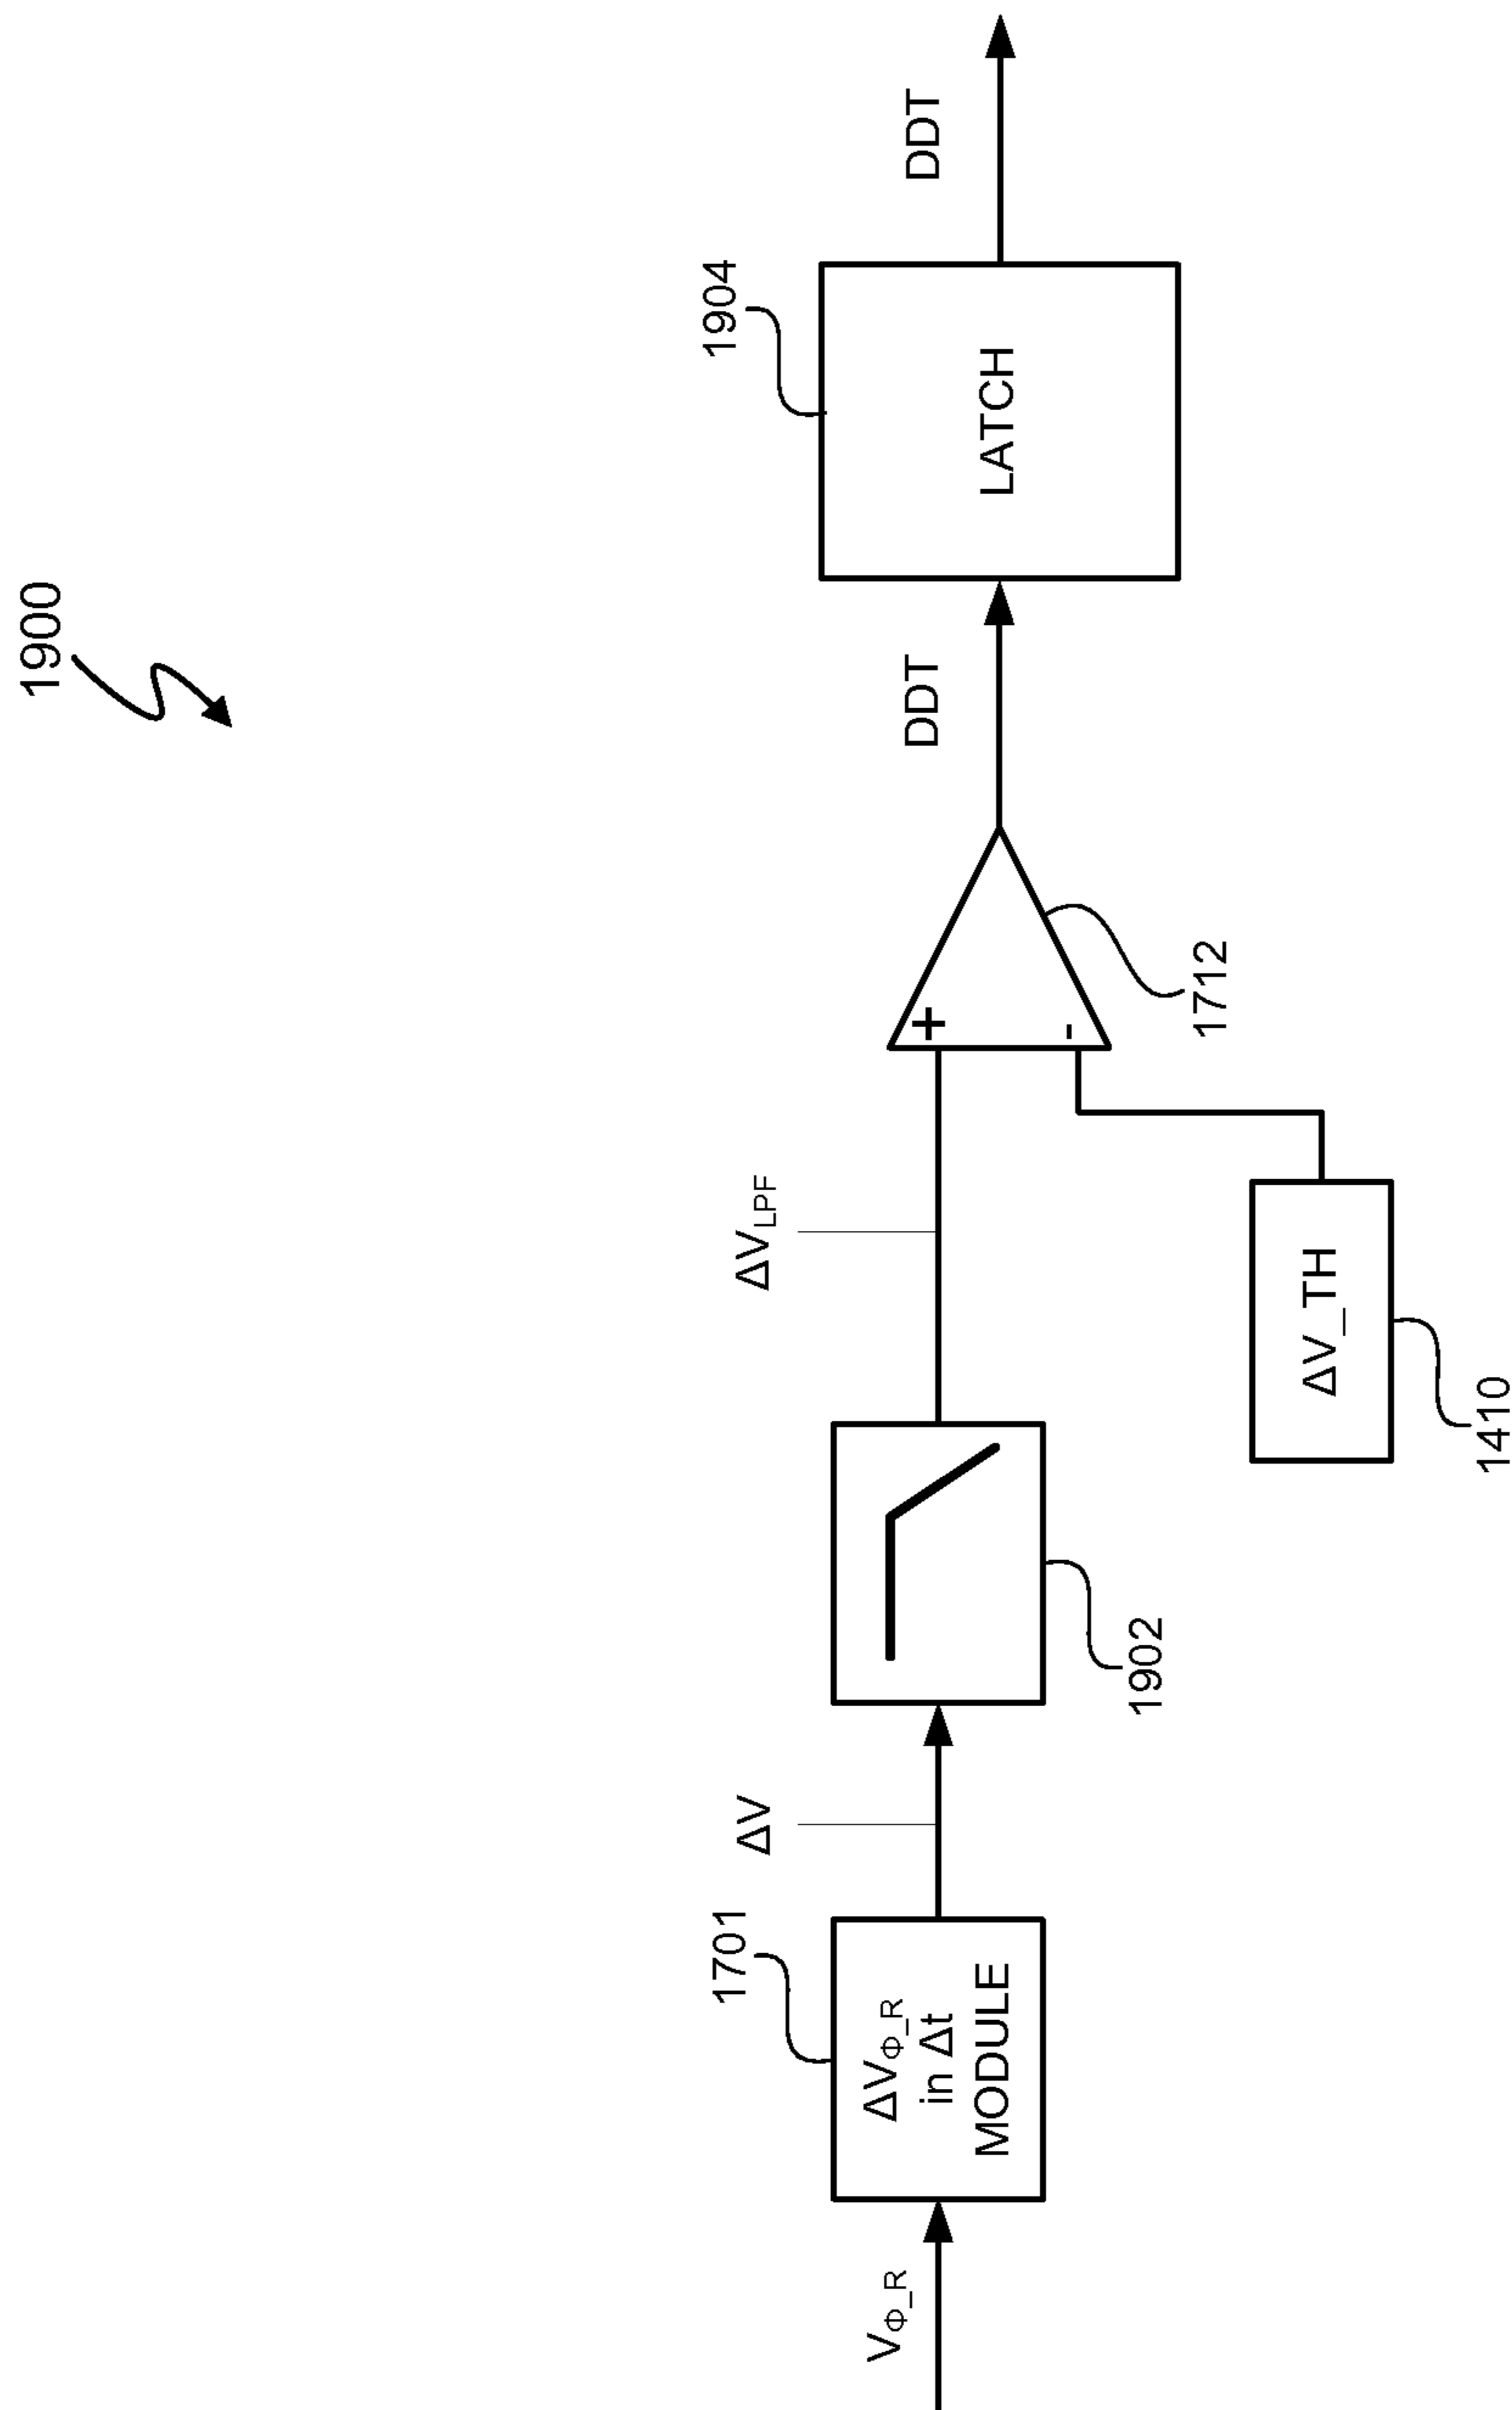 1900
V_Φ_R
1701
ΔV_Φ_R
in Δt
MODULE
ΔV
1902
ΔV_LPF
ΔV_TH
1410
+
-
1712
DDT
1904
LATCH
DDT